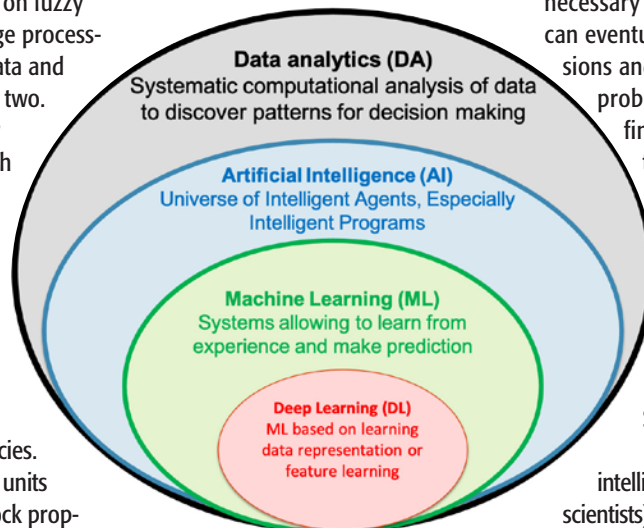 on fuzzy
ge process-
ata and
two.
h
cies.
units
ock prop-
Data analytics (DA)
Systematic computational analysis of data
to discover patterns for decision making
Artificial Intelligence (AI)
Universe of Intelligent Agents, Especially
Intelligent Programs
Machine Learning (ML)
Systems allowing to learn from
experience and make prediction
Deep Learning (DL)
ML based on learning
data representation or
feature learning
necessary
can eventu
sions and
prob
fin
intelli
scientists